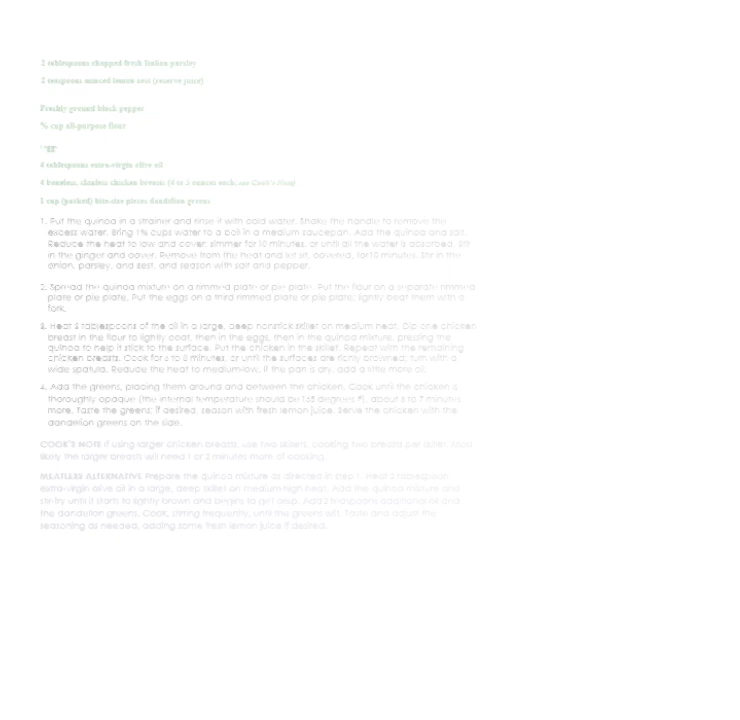 2 tablespoons chopped fresh Italian parsley
2 teaspoons minced lemon zest (reserve juice)
Freshly ground black pepper
cup all-purpose flour
4 tablespoons extra-virgin olive oil
4 boneless, skinless chicken breasts (4 to 5 ounces each; see Cook's Note)
1 cup (packed) bite-size pieces dandelion greens
1. Put the quinoa in a strainer and rinse it with cold water. Shake the handle to remove the
excess water. Bring 1¾ cups water to a boil in a medium saucepan. Add the quinoa and salt.
Reduce the heat to low and cover; simmer for 10 minutes, or until all the water is absorbed. Stir
in the ginger and cover. Remove from the heat and let sit, covered, for 10 minutes. Stir in the
onion, parsley, and zest, and season with salt and pepper.
2. Spread the quinoa mixture on a rimmed plate or pie plate. Put the flour on a separate rimmed
plate or pie plate. Put the eggs on a third rimmed plate or pie plate; lightly beat them with a
fork.
3. Heat 2 tablespoons of the oil in a large, deep nonstick skillet on medium heat. Dip one chicken
breast in the flour to lightly coat, then in the eggs, then in the quinoa mixture, pressing the
quinoa to help it stick to the surface. Put the chicken in the skillet. Repeat with the remaining
chicken breasts. Cook for 6 to 8 minutes, or until the surfaces are richly browned; turn with a
wide spatula. Reduce the heat to medium-low. If the pan is dry, add a little more oil.
4. Add the greens, placing them around and between the chicken. Cook until the chicken is
thoroughly opaque (the internal temperature should be 165 degrees F), about 6 to 7 minutes
more. Taste the greens; if desired, season with fresh lemon juice. Serve the chicken with the
dandelion greens on the side.
COOK'S NOTE If using larger chicken breasts, use two skillets, cooking two breasts per skillet. Most
likely the larger breasts will need 1 or 2 minutes more of cooking.
MEATLESS ALTERNATIVE Prepare the quinoa mixture as directed in step 1. Heat 2 tablespoon
extra-virgin olive oil in a large, deep skillet on medium-high heat. Add the quinoa mixture and
stir-fry until it starts to lightly brown and begins to get crisp. Add 2 teaspoons additional oil and
the dandelion greens. Cook, stirring frequently, until the greens wilt. Taste and adjust the
seasoning as needed, adding some fresh lemon juice if desired.